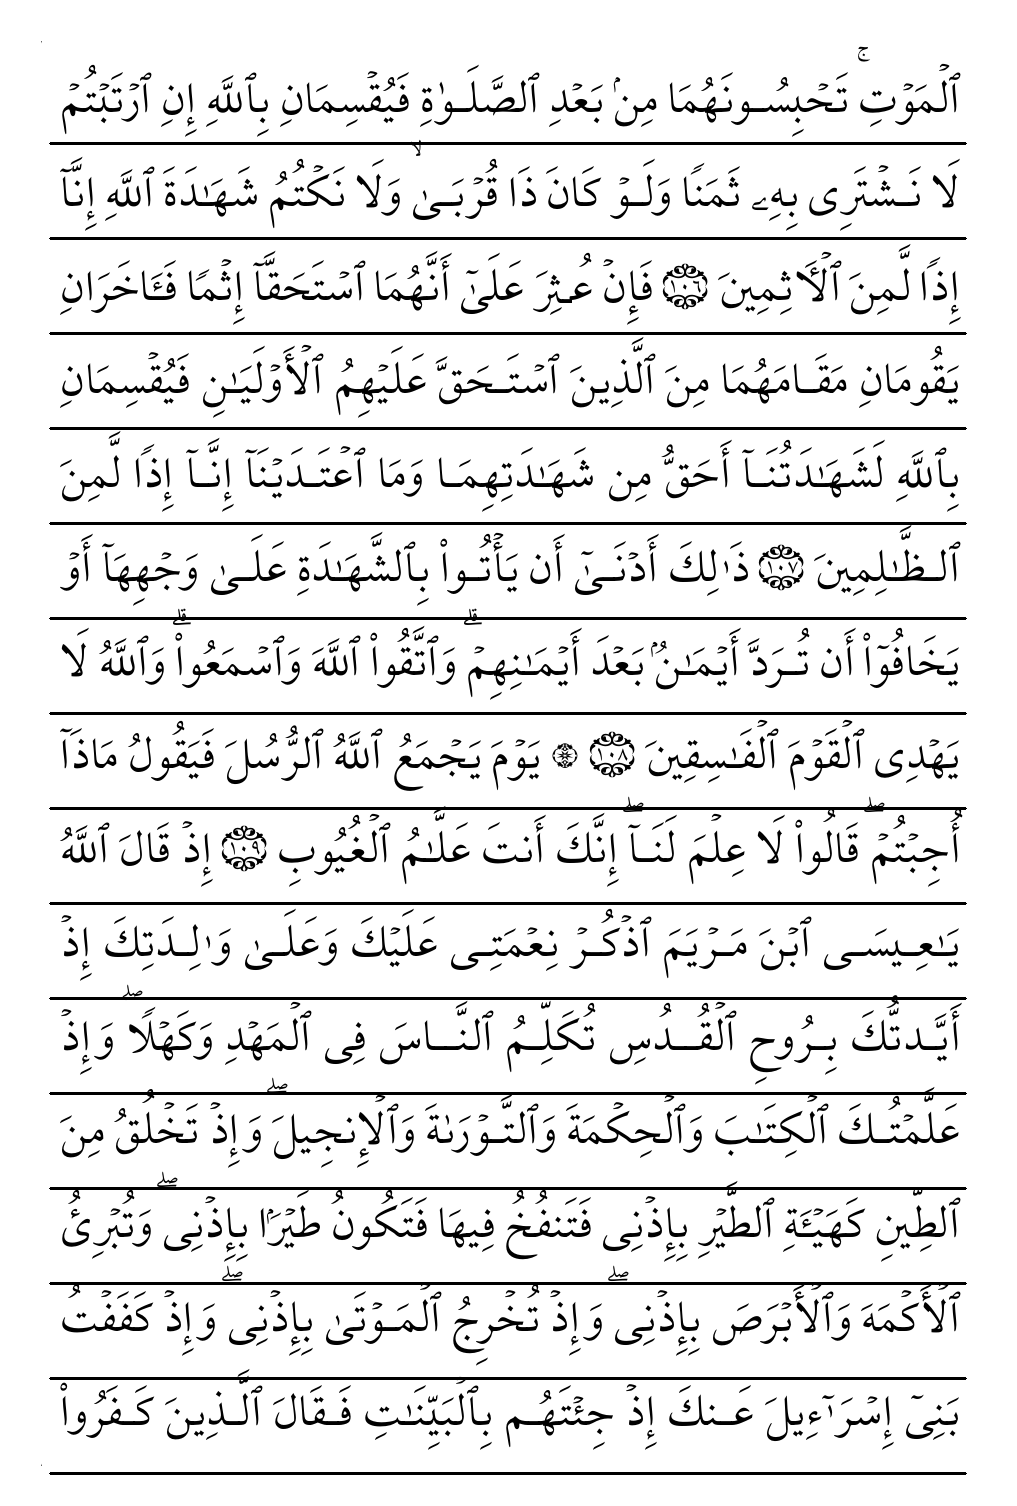 ٱلْمَوْتِ ۚ تَحْبِسُونَهُمَا مِنۢ بَعْدِ ٱلصَّلَوٰةِ فَيُقْسِمَانِ بِٱللَّهِ إِنِ ٱرْتَبْتُمْ
لَا نَشْتَرِى بِهِۦ ثَمَنًا وَلَوْ كَانَ ذَا قُرْبَىٰ ۙ وَلَا نَكْتُمُ شَهَـٰدَةَ ٱللَّهِ إِنَّآ
إِذًا لَّمِنَ ٱلْـَٔاثِمِينَ ۝١٠٦ فَإِنْ عُثِرَ عَلَىٰٓ أَنَّهُمَا ٱسْتَحَقَّآ إِثْمًا فَـَٔاخَرَانِ
يَقُومَانِ مَقَامَهُمَا مِنَ ٱلَّذِينَ ٱسْتَحَقَّ عَلَيْهِمُ ٱلْأَوْلَيَـٰنِ فَيُقْسِمَانِ
بِٱللَّهِ لَشَهَـٰدَتُنَآ أَحَقُّ مِن شَهَـٰدَتِهِمَا وَمَا ٱعْتَدَيْنَآ إِنَّآ إِذًا لَّمِنَ
ٱلظَّـٰلِمِينَ ۝١٠٧ ذَٰلِكَ أَدْنَىٰٓ أَن يَأْتُوا۟ بِٱلشَّهَـٰدَةِ عَلَىٰ وَجْهِهَآ أَوْ
يَخَافُوٓا۟ أَن تُرَدَّ أَيْمَـٰنٌۢ بَعْدَ أَيْمَـٰنِهِمْ ۗ وَٱتَّقُوا۟ ٱللَّهَ وَٱسْمَعُوا۟ ۗ وَٱللَّهُ لَا
يَهْدِى ٱلْقَوْمَ ٱلْفَـٰسِقِينَ ۝١٠٨ ۞ يَوْمَ يَجْمَعُ ٱللَّهُ ٱلرُّسُلَ فَيَقُولُ مَاذَآ
أُجِبْتُمْ ۖ قَالُوا۟ لَا عِلْمَ لَنَآ ۖ إِنَّكَ أَنتَ عَلَّـٰمُ ٱلْغُيُوبِ ۝١٠٩ إِذْ قَالَ ٱللَّهُ
يَـٰعِيسَى ٱبْنَ مَرْيَمَ ٱذْكُرْ نِعْمَتِى عَلَيْكَ وَعَلَىٰ وَٰلِدَتِكَ إِذْ
أَيَّدتُّكَ بِرُوحِ ٱلْقُدُسِ تُكَلِّمُ ٱلنَّاسَ فِى ٱلْمَهْدِ وَكَهْلًا ۖ وَإِذْ
عَلَّمْتُكَ ٱلْكِتَـٰبَ وَٱلْحِكْمَةَ وَٱلتَّوْرَىٰةَ وَٱلْإِنجِيلَ ۖ وَإِذْ تَخْلُقُ مِنَ
ٱلطِّينِ كَهَيْـَٔةِ ٱلطَّيْرِ بِإِذْنِى فَتَنفُخُ فِيهَا فَتَكُونُ طَيْرًۢا بِإِذْنِى ۖ وَتُبْرِئُ
ٱلْأَكْمَهَ وَٱلْأَبْرَصَ بِإِذْنِى ۖ وَإِذْ تُخْرِجُ ٱلْمَوْتَىٰ بِإِذْنِى ۖ وَإِذْ كَفَفْتُ
بَنِىٓ إِسْرَٰٓءِيلَ عَنكَ إِذْ جِئْتَهُم بِٱلْبَيِّنَـٰتِ فَقَالَ ٱلَّذِينَ كَفَرُوا۟